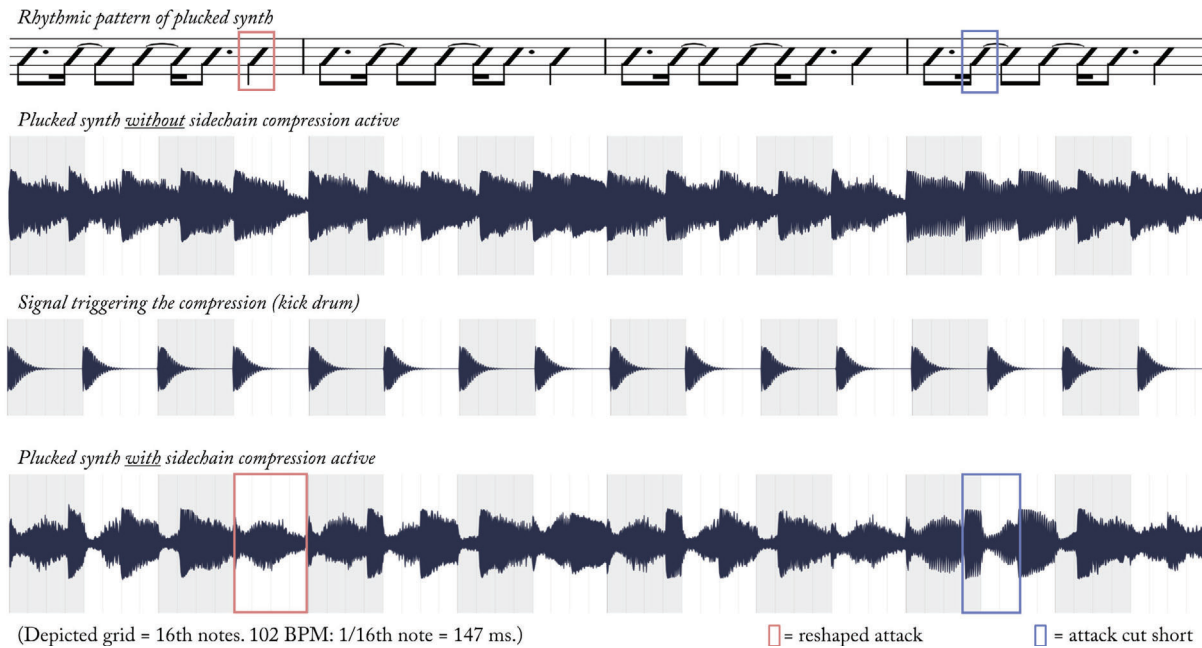 Rhythmic pattern of plucked synth
Plucked synth without sidechain compression active
Signal triggering the compression (kick drum)
Plucked synth with sidechain compression active
(Depicted grid = 16th notes. 102 BPM: 1/16th note = 147 ms.)
= reshaped attack
= attack cut short